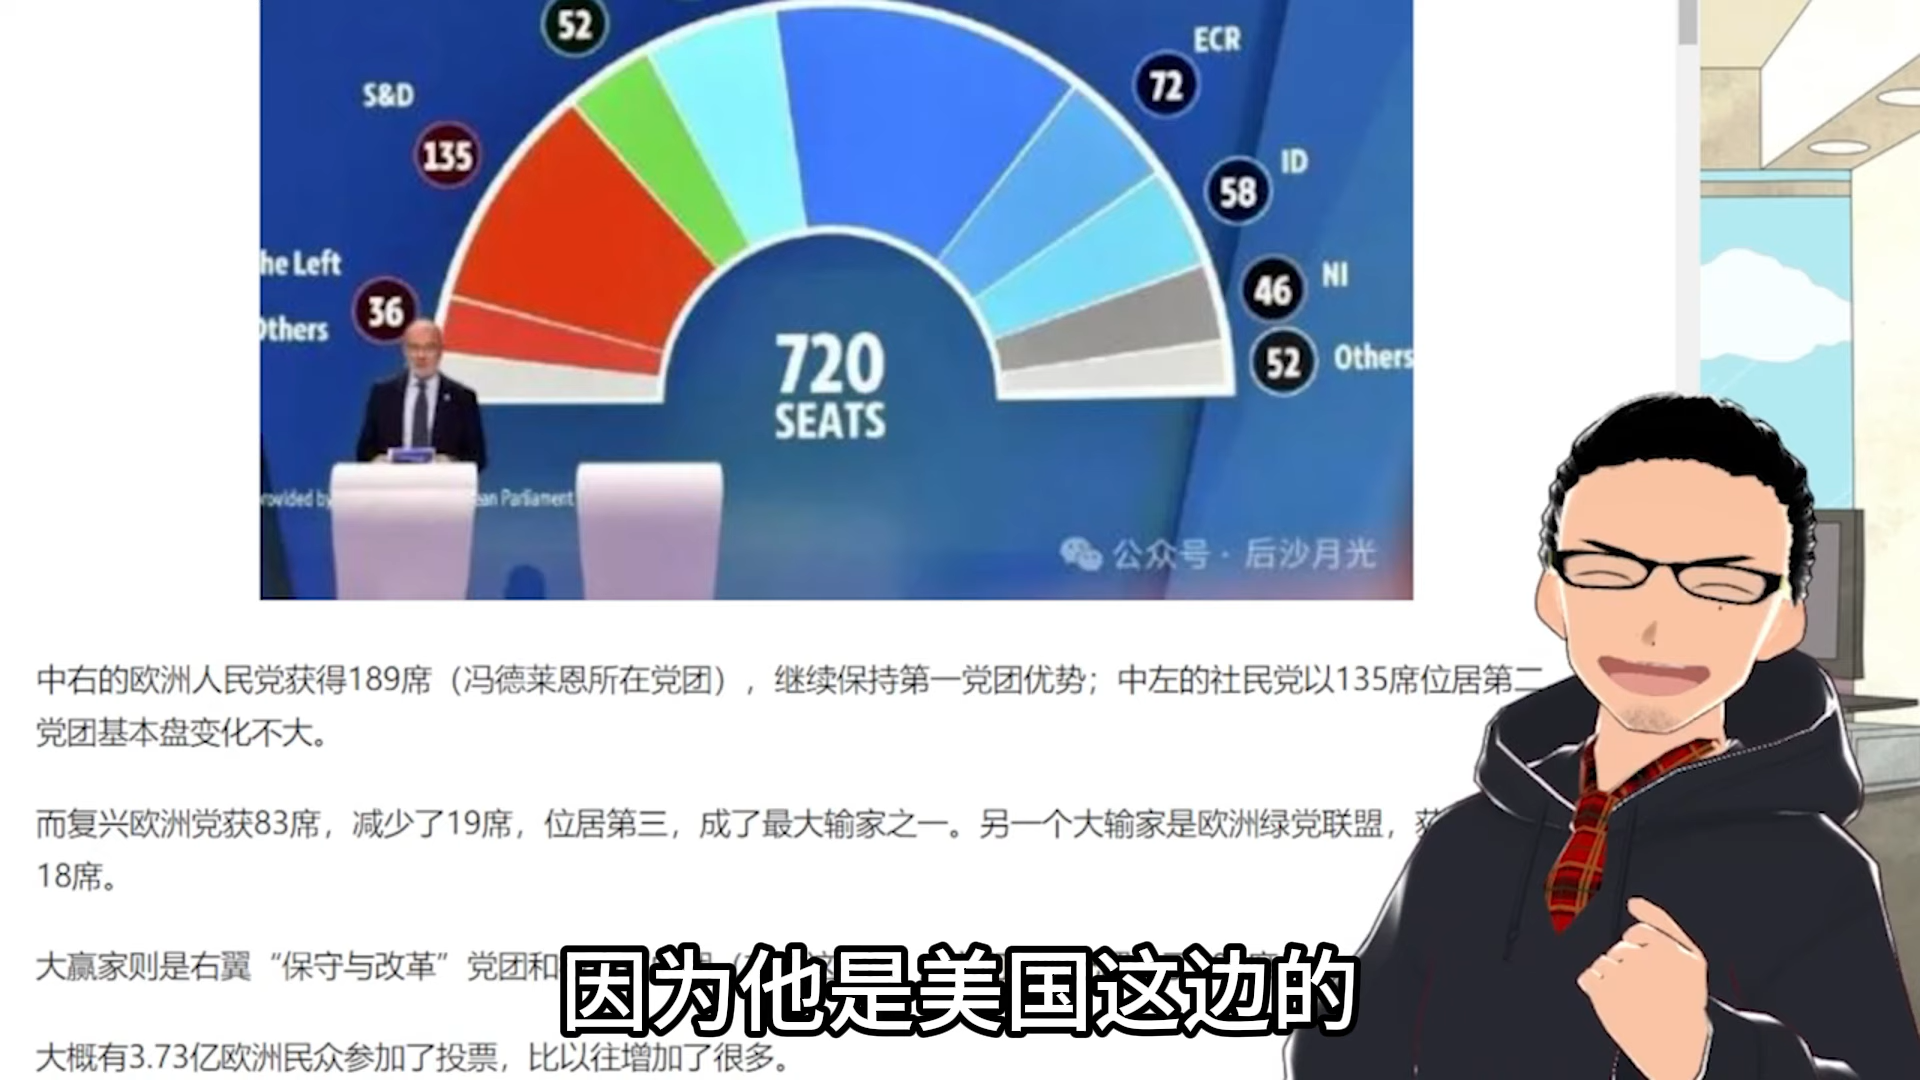 52
ECR
72
S&D
135
ID
58
he Left
36
NI
46
Others
52
Others
720
SEATS
rovided by
ean Parliament
公众号 · 后沙月光
中右的欧洲人民党获得189席（冯德莱恩所在党团），继续保持第一党团优势；中左的社民党以135席位居第二
党团基本盘变化不大。
而复兴欧洲党获83席，减少了19席，位居第三，成了最大输家之一。另一个大输家是欧洲绿党联盟，
18席。
大赢家则是右翼“保守与改革”党团和
因为他是美国这边的
大概有3.73亿欧洲民众参加了投票，比以往增加了很多。